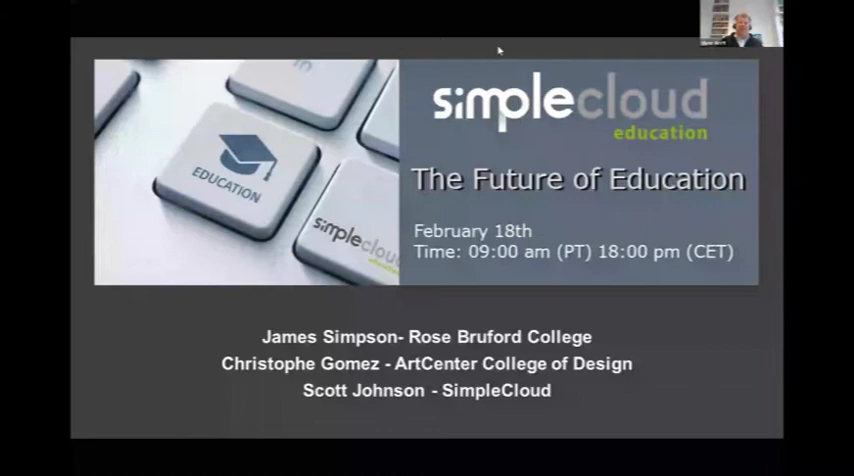 simplecloud
education
The Future of Education
February 18th
Time: 09:00 am (PT) 18:00 pm (CET)
EDUCATION
simplecloud
James Simpson- Rose Bruford College
Christophe Gomez - ArtCenter College of Design
Scott Johnson - SimpleCloud